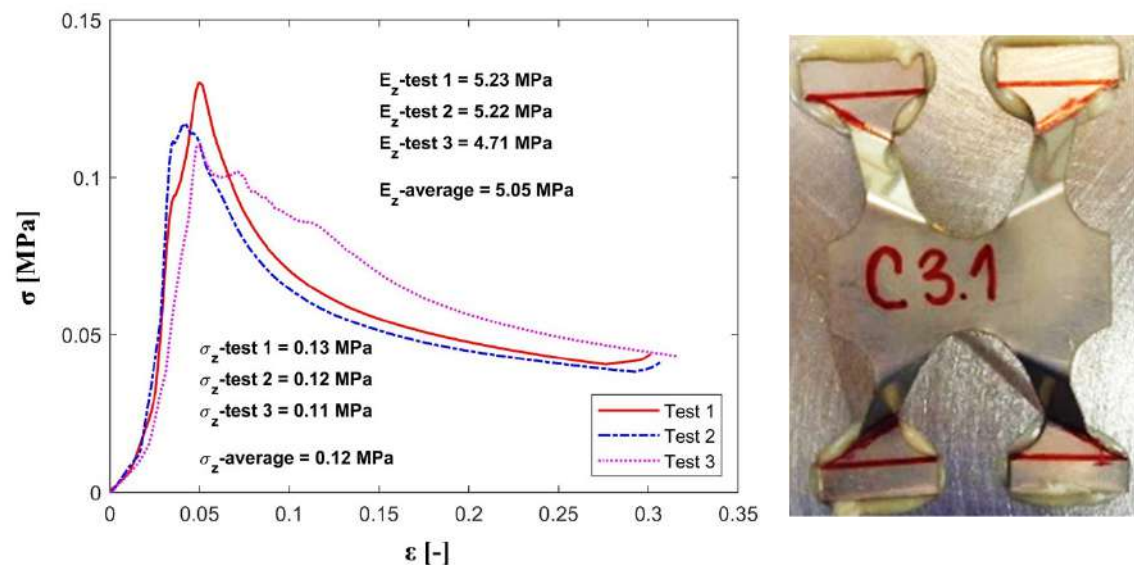 0.15
0.1
0.05
0
σ [MPa]
E_z-test 1 = 5.23 MPa
E_z-test 2 = 5.22 MPa
E_z-test 3 = 4.71 MPa
E_z-average = 5.05 MPa
σ_z-test 1 = 0.13 MPa
σ_z-test 2 = 0.12 MPa
σ_z-test 3 = 0.11 MPa
σ_z-average = 0.12 MPa
Test 1
Test 2
Test 3
0 0.05 0.1 0.15 0.2 0.25 0.3 0.35
ε [-]
C 3.1